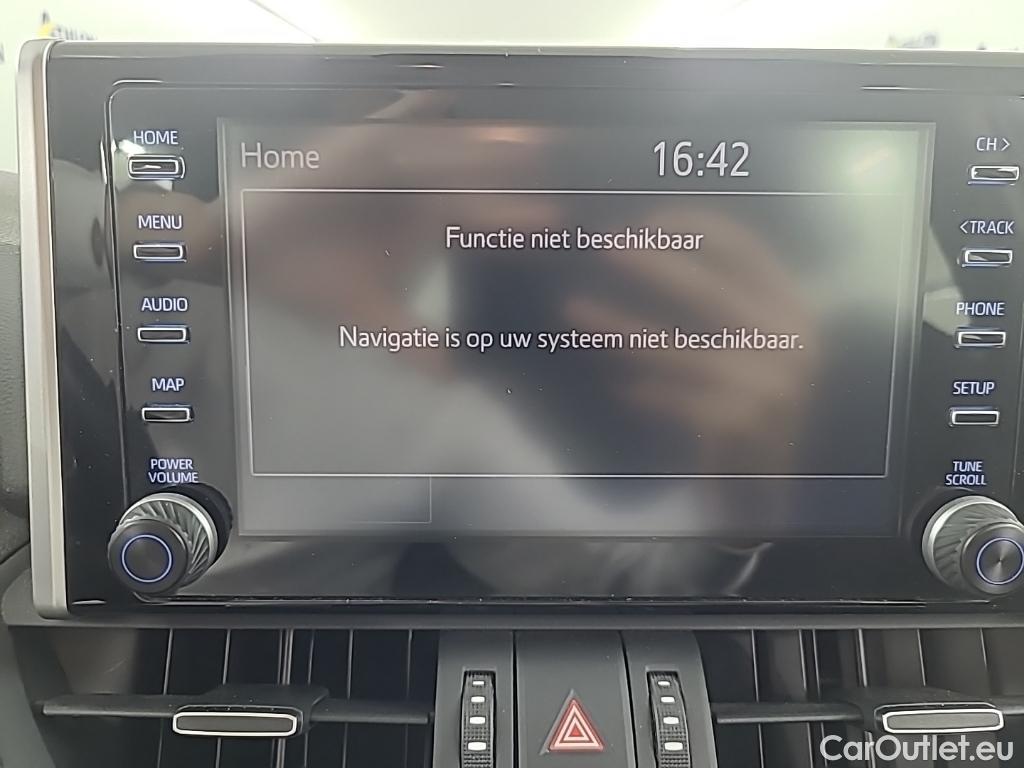 HOME
MENU
AUDIO
MAP
POWER
VOLUME
Home
16:42
Functie niet beschikbaar
Navigatie is op uw systeem niet beschikbaar.
CH >
<TRACK
PHONE
SETUP
TUNE
SCROLL
CarOutlet.eu